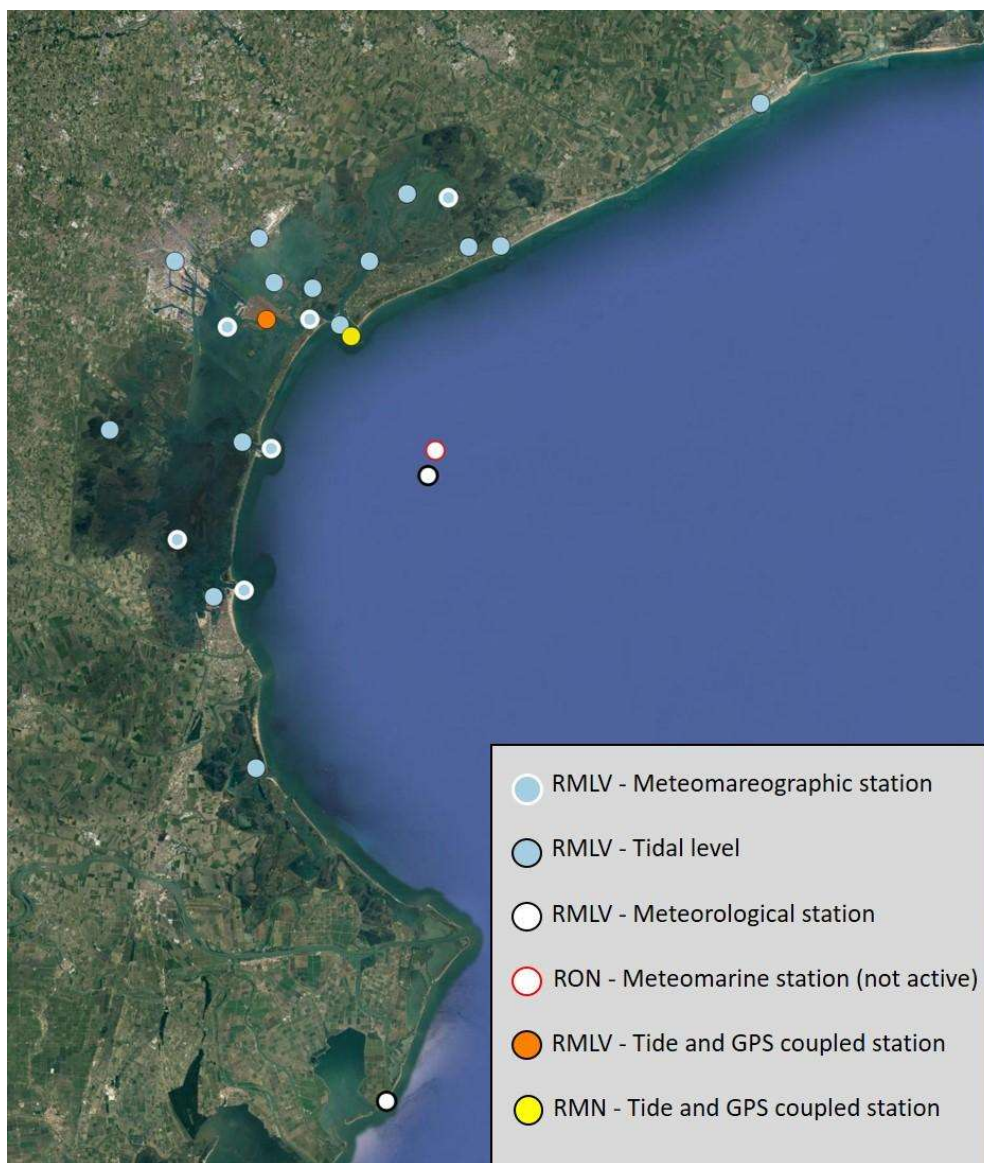 RMLV - Meteomareographic station
RMLV - Tidal level
RMLV - Meteorological station
RON - Meteomarine station (not active)
RMLV - Tide and GPS coupled station
RMN - Tide and GPS coupled station